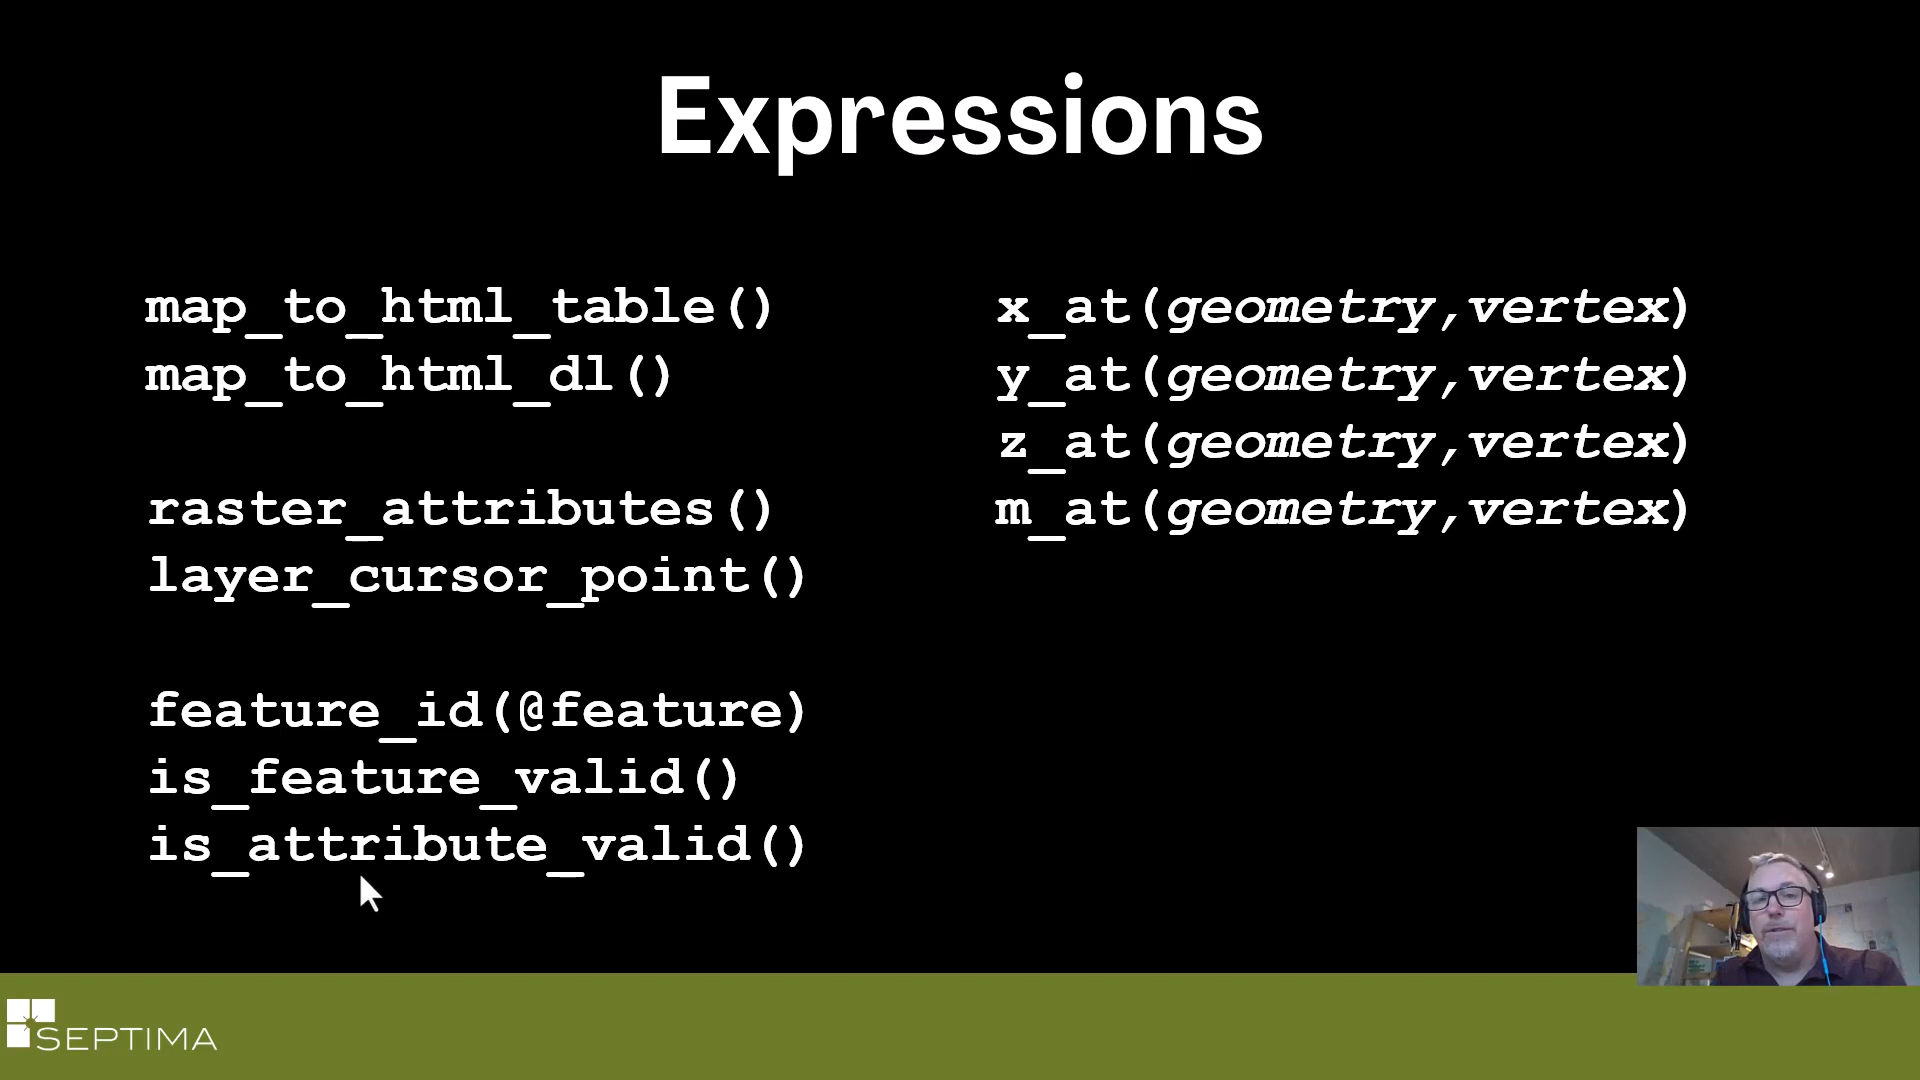 Expressions
map_to_html_table()
map_to_html_dl()
raster_attributes()
layer_cursor_point()
feature_id(@feature)
is_feature_valid()
is_attribute_valid()
x_at(geometry,vertex)
y_at(geometry,vertex)
z_at(geometry,vertex)
m_at(geometry,vertex)
SEPTIMA